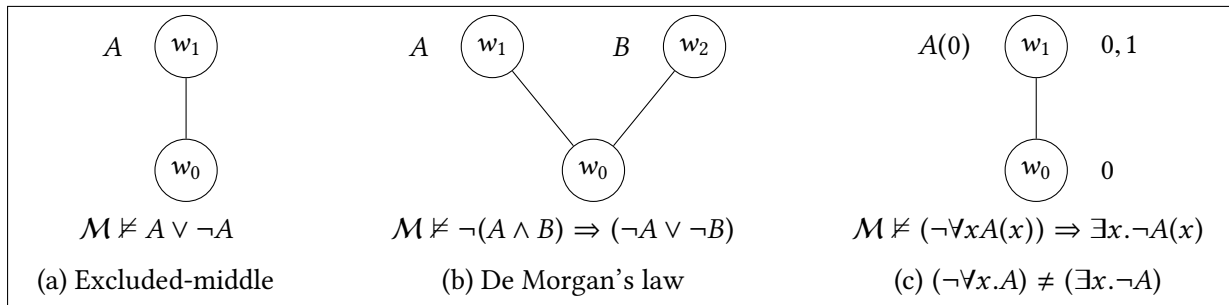 A w₁ A w₁ B w₂ A(0) w₁ 0, 1
w₀ w₀ w₀ 0
ℳ ⊮ A ∨ ¬A ℳ ⊮ ¬(A ∧ B) ⇒ (¬A ∨ ¬B) ℳ ⊮ (¬∀xA(x)) ⇒ ∃x.¬A(x)
(a) Excluded-middle (b) De Morgan's law (c) (¬∀x.A) ≠ (∃x.¬A)